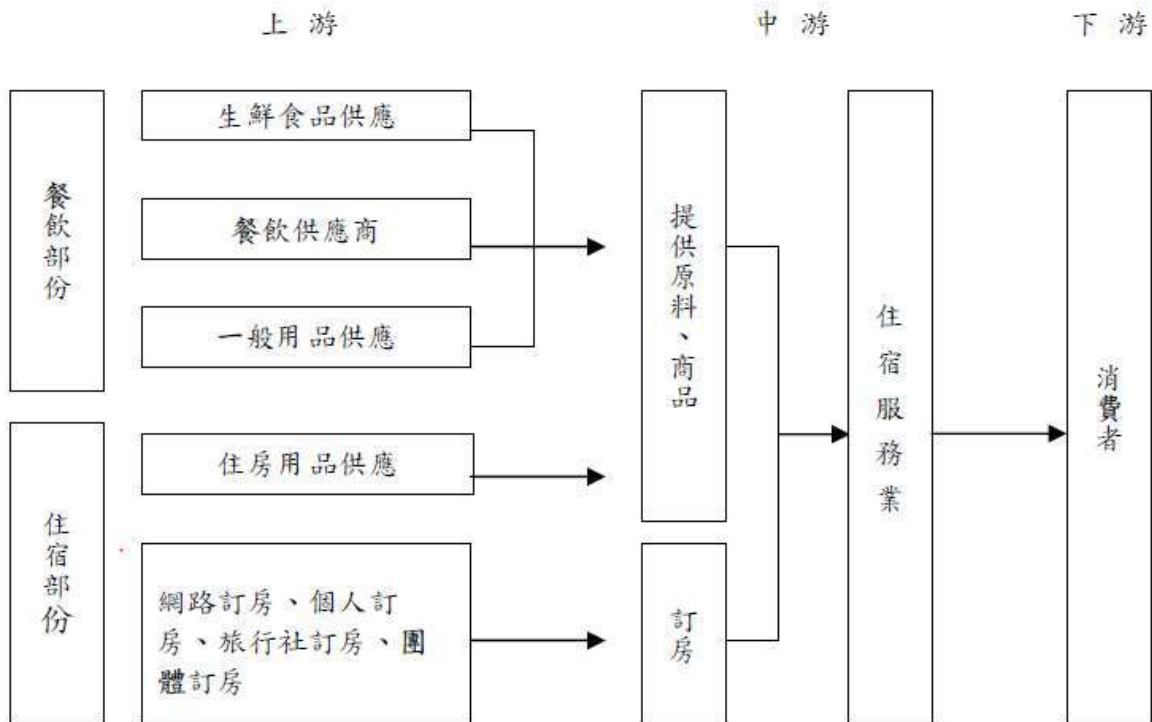 上游
中游
下游
餐飲部份
生鮮食品供應
餐飲供應商
一般用品供應
住宿部份
住房用品供應
網路訂房、個人訂
房、旅行社訂房、團
體訂房
提供原料、商品
訂房
住宿服務業
消費者